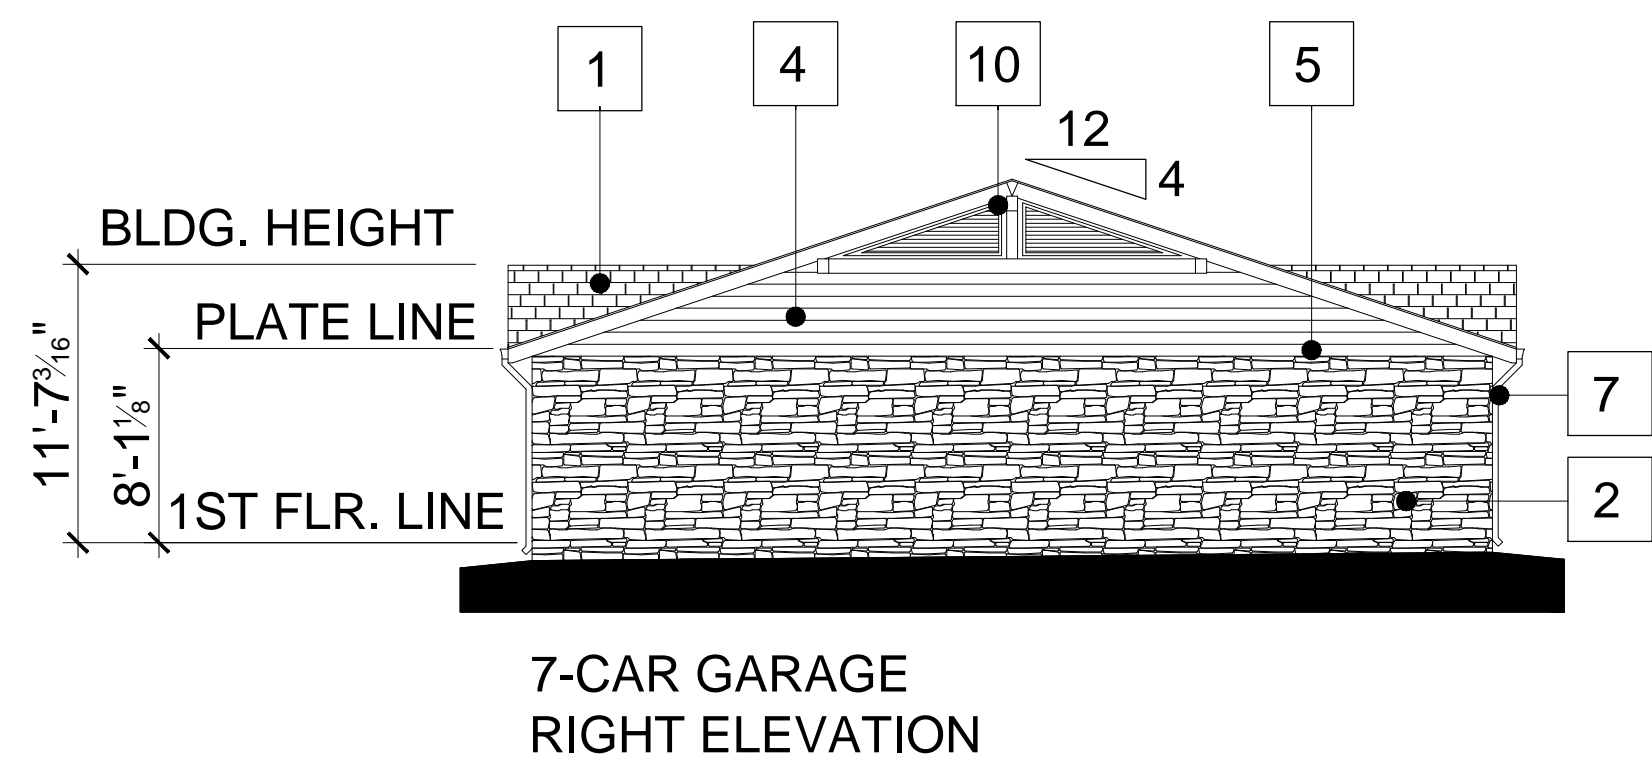 1
4
10
5
12
4
BLDG. HEIGHT
PLATE LINE
11'-7 3/16"
8'-1 1/8"
7
2
1ST FLR. LINE
7-CAR GARAGE
RIGHT ELEVATION